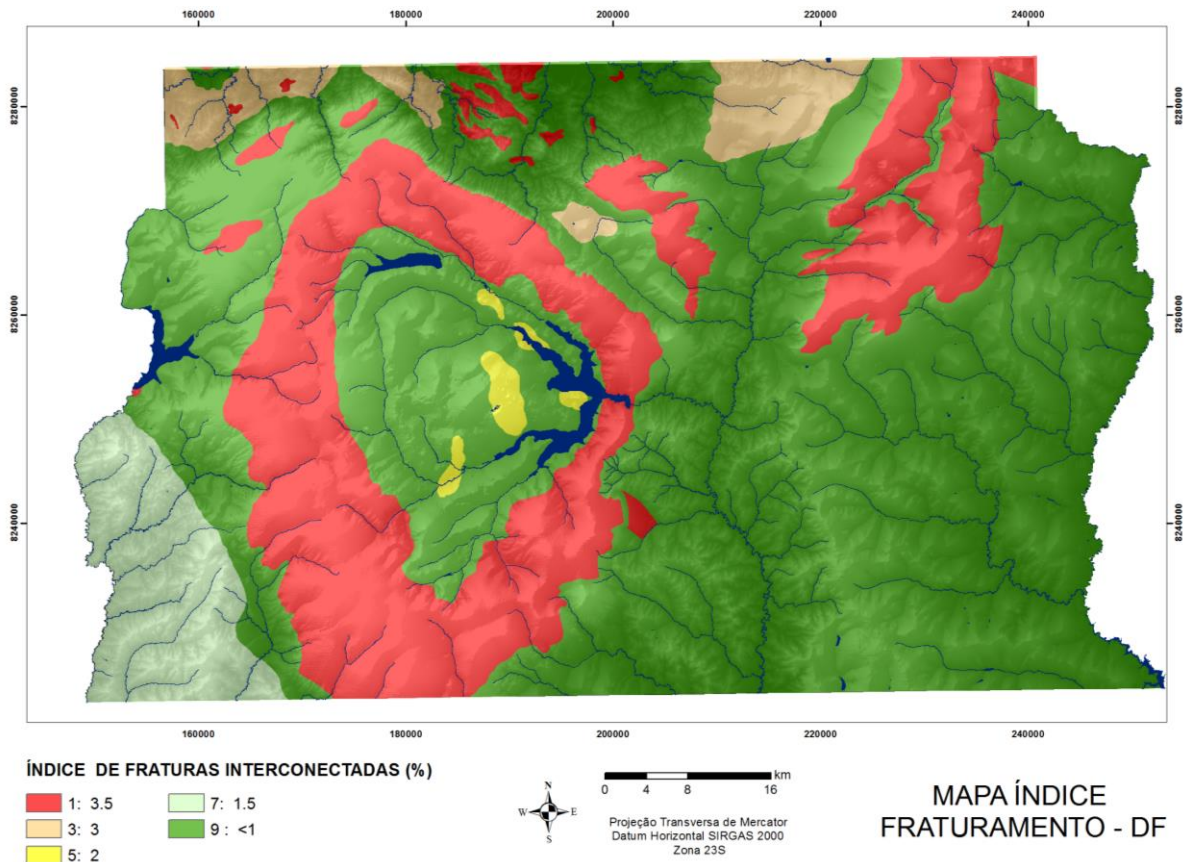 160000 180000 200000 220000 240000
8280000 8280000
8260000 8260000
8240000 8240000
160000 180000 200000 220000 240000
ÍNDICE DE FRATURAS INTERCONECTADAS (%)
1: 3.5
3: 3
5: 2
7: 1.5
9 : <1
N
W E
S
km
0 4 8 16
Projeção Transversa de Mercator
Datum Horizontal SIRGAS 2000
Zona 23S
MAPA ÍNDICE
FRATURAMENTO - DF